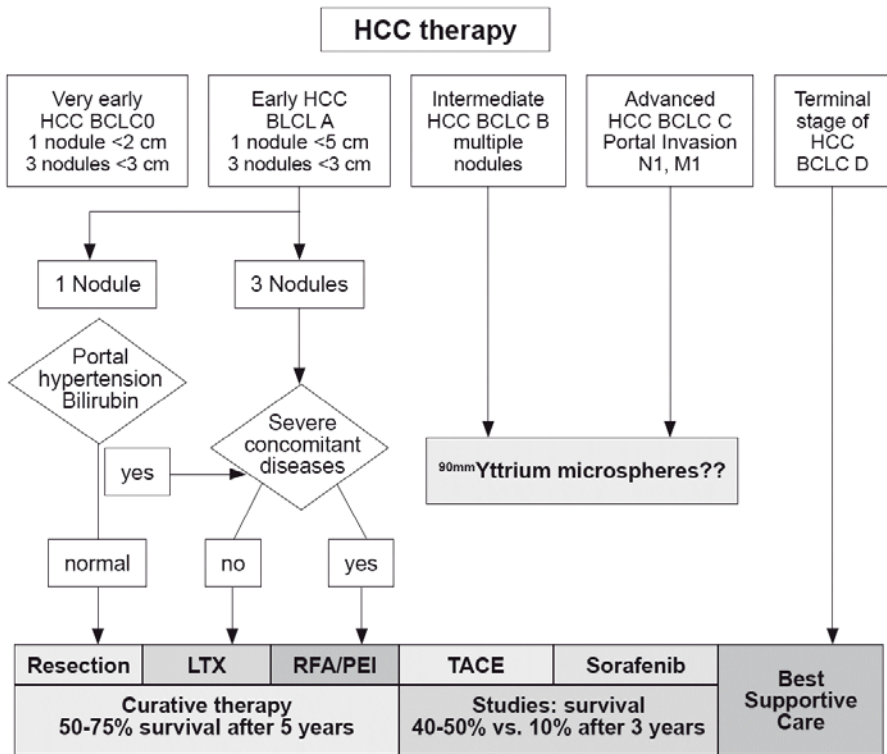 HCC therapy
Very early
HCC BCLC0
1 nodule <2 cm
3 nodules <3 cm
Early HCC
BLCL A
1 nodule <5 cm
3 nodules <3 cm
Intermediate
HCC BCLC B
multiple
nodules
Advanced
HCC BCLC C
Portal Invasion
N1, M1
Terminal
stage of
HCC
BCLC D
1 Nodule
3 Nodules
Portal
hypertension
Bilirubin
Severe
concomitant
diseases
yes
90mmYttrium microspheres??
normal
no
yes
Resection
LTX
RFA/PEI
TACE
Sorafenib
Best
Supportive
Care
Curative therapy
50-75% survival after 5 years
Studies: survival
40-50% vs. 10% after 3 years